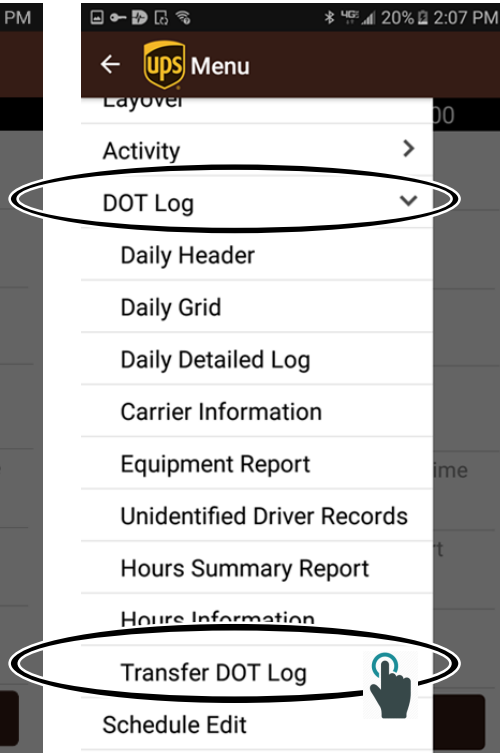 PM
4G 20% 2:07 PM
ups Menu
Layover
00
Activity
DOT Log
Daily Header
Daily Grid
Daily Detailed Log
Carrier Information
Equipment Report
ime
Unidentified Driver Records
rt
Hours Summary Report
Hours Information
Transfer DOT Log
Schedule Edit